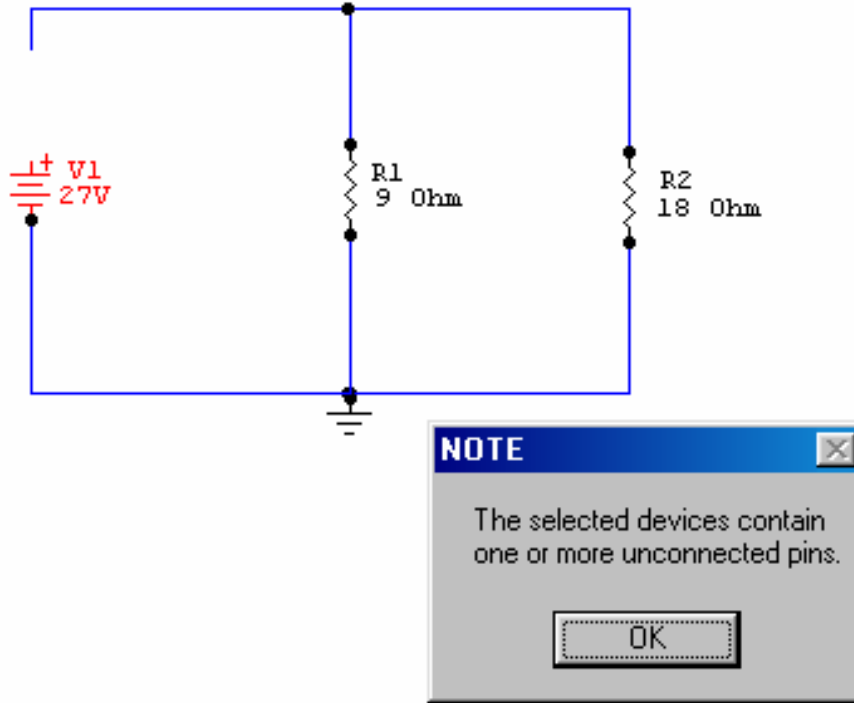 + V1
27V
R1
9 Ohm
R2
18 Ohm
NOTE
The selected devices contain
one or more unconnected pins.
OK